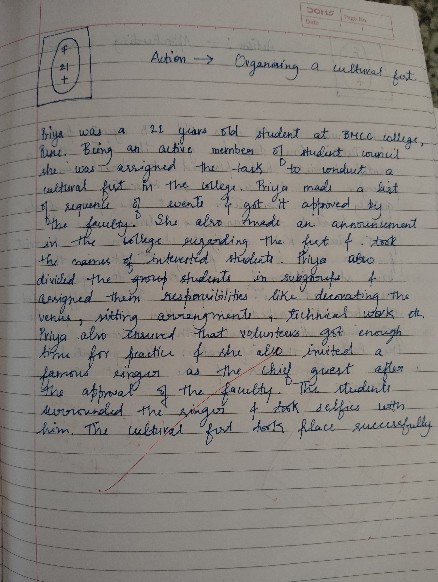 Date
Page No
F
21
+
Action → Organising a cultural fest
Priya was a 21 years old student at BMCC college,
Pune. Being an active member of student council
she was assigned the task to conduct a
cultural fest in the college. Priya made a list
of sequence of events & got it approved by
the faculty. She also made an announcement
in the college regarding the fest & took
the names of interested students. Priya also
divided the group students in subgroups &
assigned them responsibilities like decorating the
venue, sitting arrangments, technical work etc.
Priya also ensured that volunteers got enough
time for practice & she also invited a
famous singer as the chief guest after
the approval of the faculty. The students
surrounded the singer & took selfies with
him. The cultural fest took place successfully